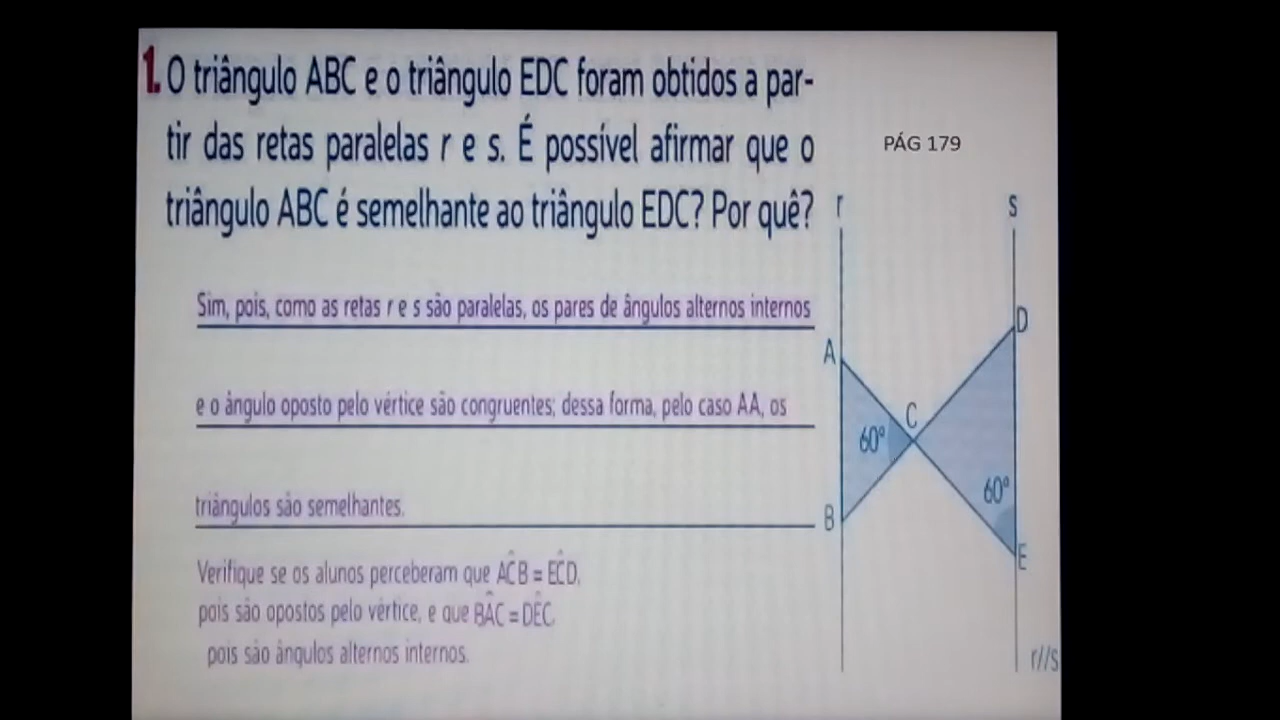 1. O triângulo ABC e o triângulo EDC foram obtidos a par-
tir das retas paralelas r e s. É possível afirmar que o
triângulo ABC é semelhante ao triângulo EDC? Por quê?
PÁG 179
Sim, pois, como as retas r e s são paralelas, os pares de ângulos alternos internos
e o ângulo oposto pelo vértice são congruentes; dessa forma, pelo caso AA, os
triângulos são semelhantes.
Verifique se os alunos perceberam que AĈB = EĈD,
pois são opostos pelo vértice, e que BÂC = DÊC,
pois são ângulos alternos internos.
r
s
D
A
C
60º
60º
B
E
r//s